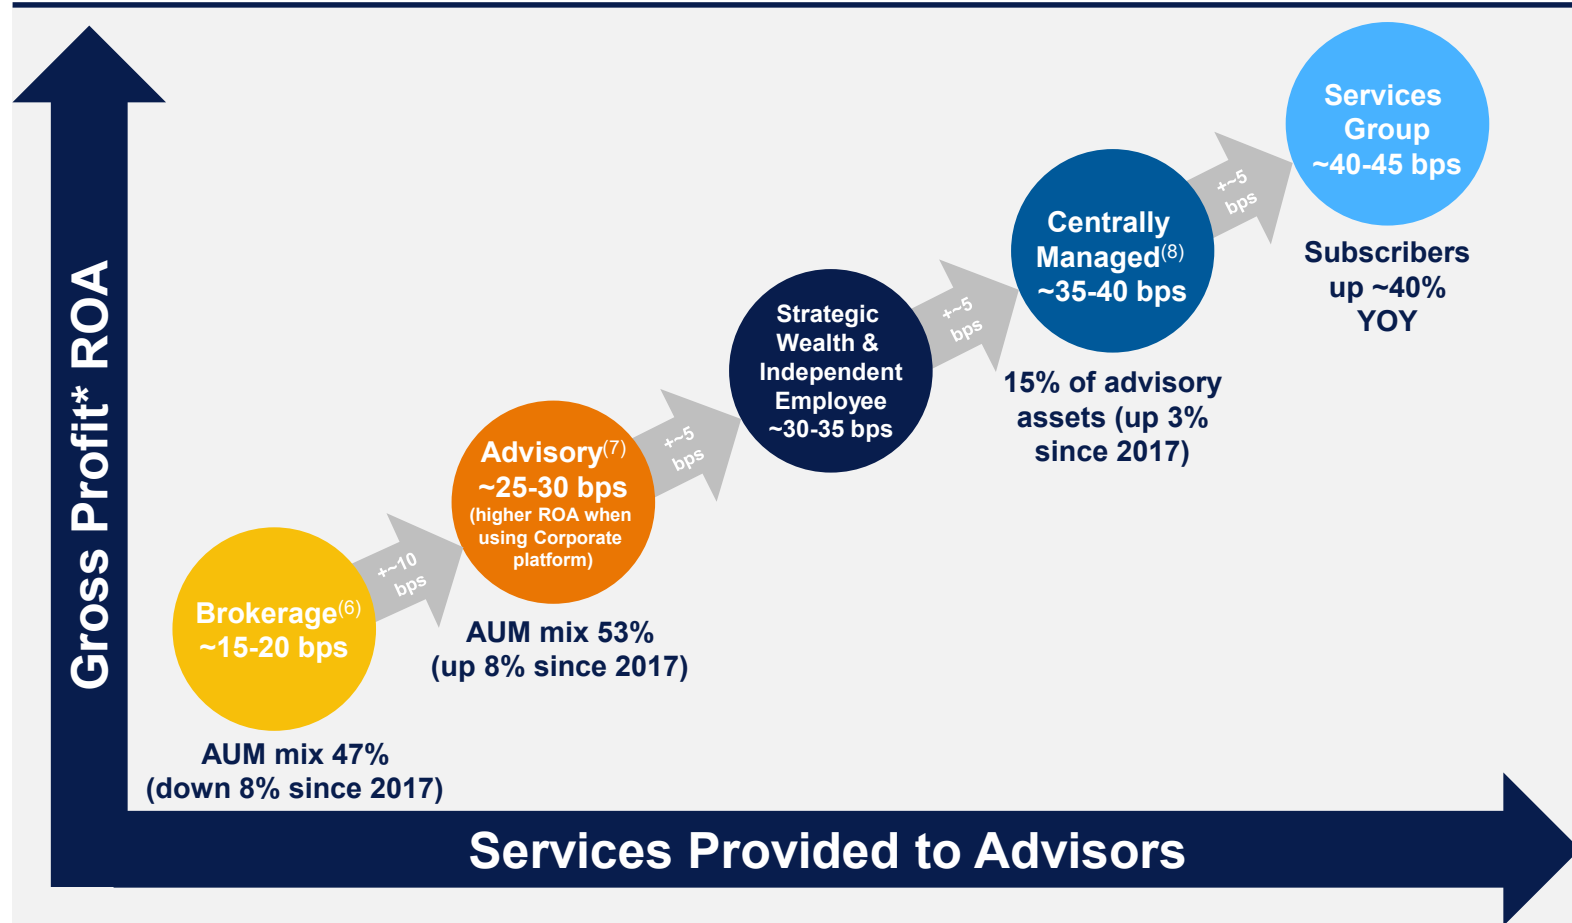 Gross Profit* ROA
Services
Group
~40-45 bps
Subscribers
up ~40%
YOY
+~5
bps
Centrally
Managed(8)
~35-40 bps
15% of advisory
assets (up 3%
since 2017)
+~5
bps
Strategic
Wealth &
Independent
Employee
~30-35 bps
+~5
bps
Advisory(7)
~25-30 bps
(higher ROA when
using Corporate
platform)
AUM mix 53%
(up 8% since 2017)
+~10
bps
Brokerage(6)
~15-20 bps
AUM mix 47%
(down 8% since 2017)
Services Provided to Advisors